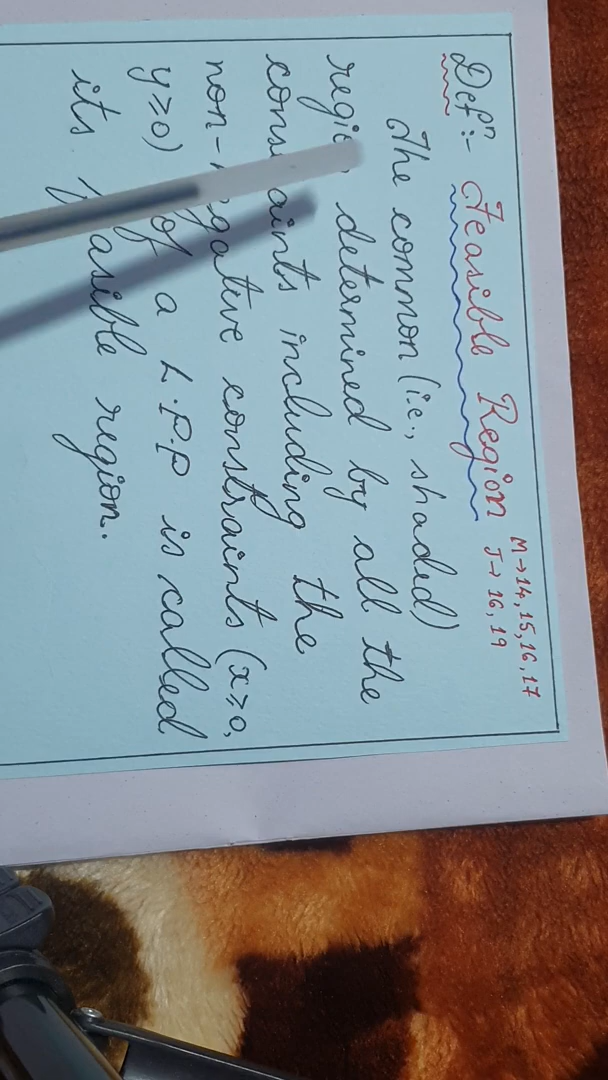 Defⁿ :- Feasible Region M→14,15,16,17
J→16,19
The common (i.e., shaded)
determined by all the
including the
constraints (x≥0,
y≥0) of a L.P.P is called
its region.